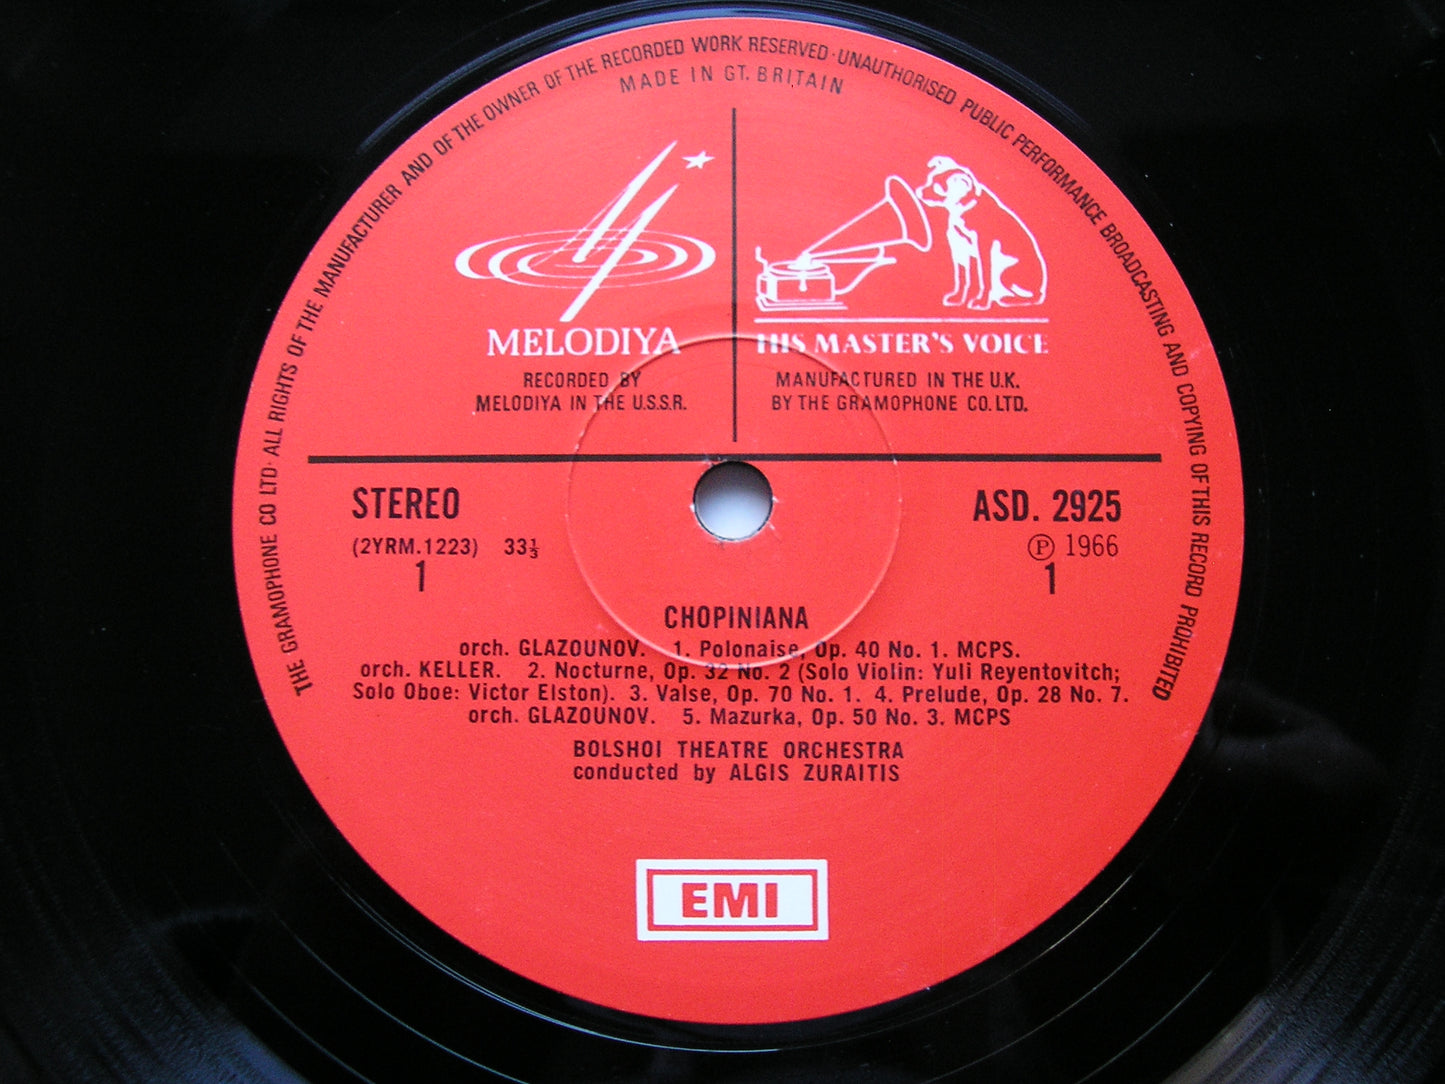 THE GRAMOPHONE CO LTD · ALL RIGHTS OF THE MANUFACTURER AND OF THE OWNER OF THE RECORDED WORK RESERVED · UNAUTHORISED PUBLIC PERFORMANCE BROADCASTING AND COPYING OF THIS RECORD PROHIBITED
MADE IN GT. BRITAIN
MELODIYA
RECORDED BY
MELODIYA IN THE U.S.S.R.
HIS MASTER'S VOICE
MANUFACTURED IN THE U.K.
BY THE GRAMOPHONE CO. LTD.
STEREO
(2YRM.1223) 33⅓
1
ASD. 2925
Ⓟ 1966
1
CHOPINIANA
orch. GLAZOUNOV. 1. Polonaise, Op. 40 No. 1. MCPS.
orch. KELLER. 2. Nocturne, Op. 32 No. 2 (Solo Violin: Yuli Reyentovitch;
Solo Oboe: Victor Elston). 3. Valse, Op. 70 No. 1. 4. Prelude, Op. 28 No. 7.
orch. GLAZOUNOV. 5. Mazurka, Op. 50 No. 3. MCPS
BOLSHOI THEATRE ORCHESTRA
conducted by ALGIS ZURAITIS
EMI